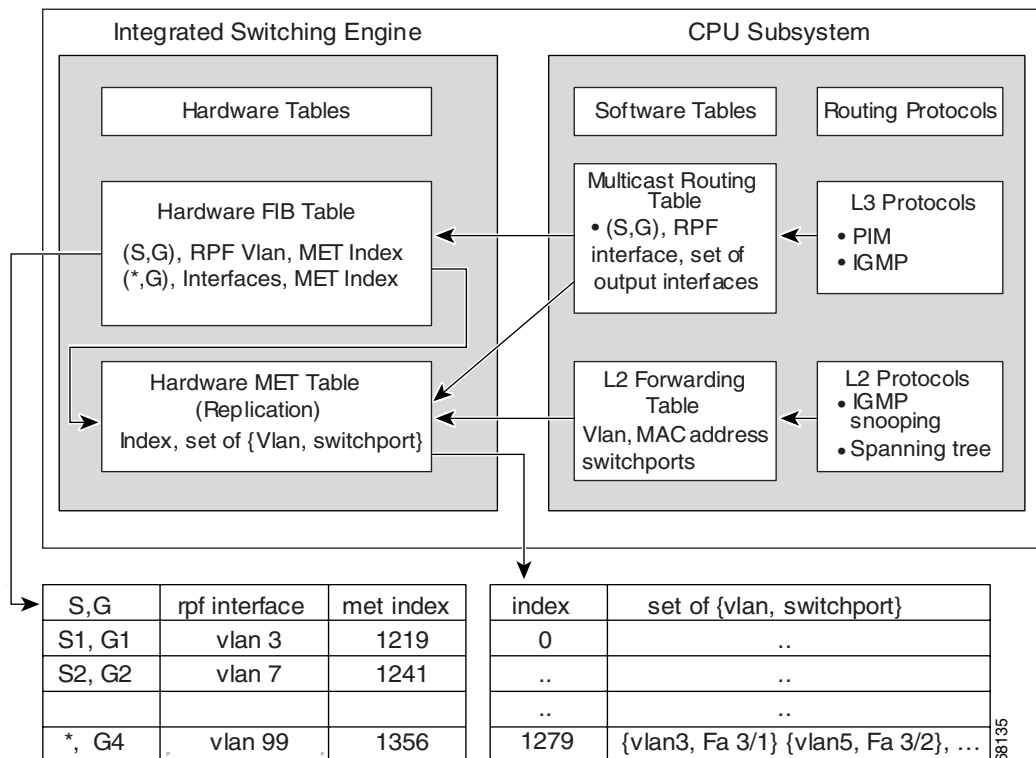 Integrated Switching Engine
CPU Subsystem
Hardware Tables
Software Tables
Routing Protocols
Hardware FIB Table
(S,G), RPF Vlan, MET Index
(*,G), Interfaces, MET Index
Multicast Routing
Table
• (S,G), RPF
interface, set of
output interfaces
L3 Protocols
• PIM
• IGMP
Hardware MET Table
(Replication)
Index, set of {Vlan, switchport}
L2 Forwarding
Table
Vlan, MAC address
switchports
L2 Protocols
• IGMP
snooping
• Spanning tree
S,G rpf interface met index
S1, G1 vlan 3 1219
S2, G2 vlan 7 1241
*, G4 vlan 99 1356
index set of {vlan, switchport}
0 ..
.. ..
.. ..
1279 {vlan3, Fa 3/1} {vlan5, Fa 3/2}, ...
68135